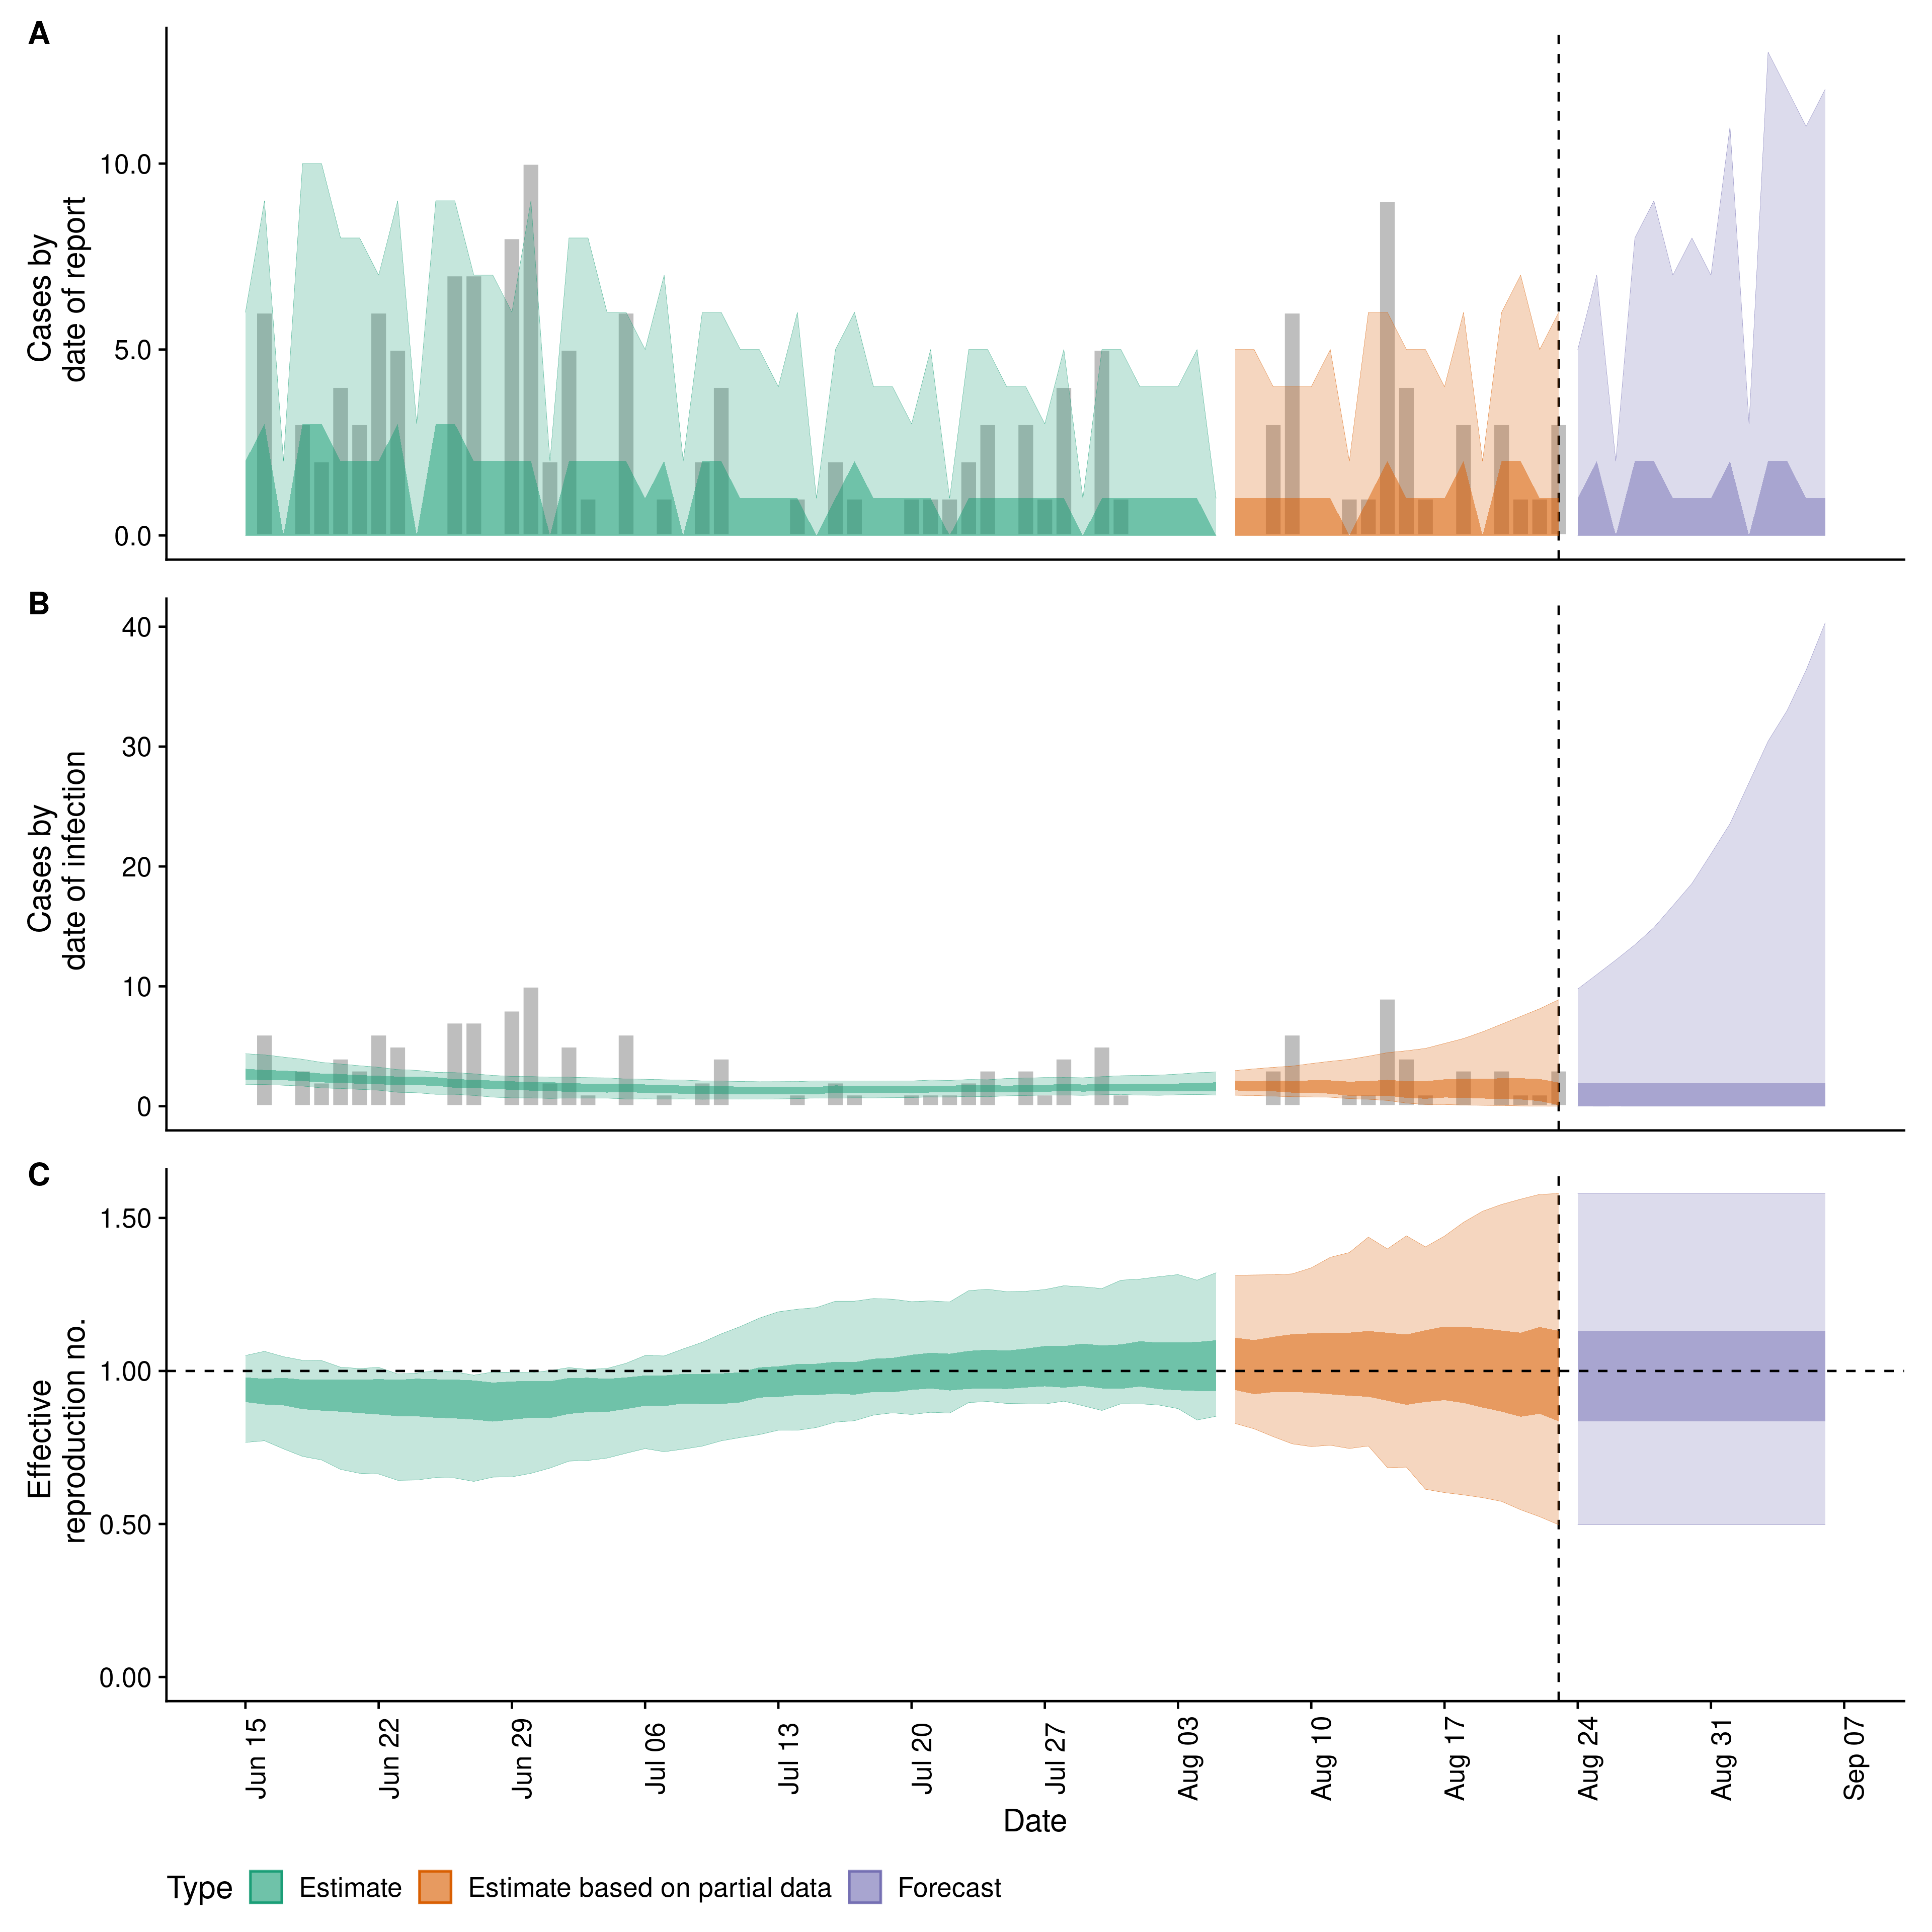 A
Cases by
date of report
10.0
5.0
0.0
B
Cases by
date of infection
40
30
20
10
0
C
Effective
reproduction no.
1.50
1.00
0.50
0.00
Jun 15
Jun 22
Jun 29
Jul 06
Jul 13
Jul 20
Jul 27
Aug 03
Aug 10
Aug 17
Aug 24
Aug 31
Sep 07
Date
Type Estimate Estimate based on partial data Forecast